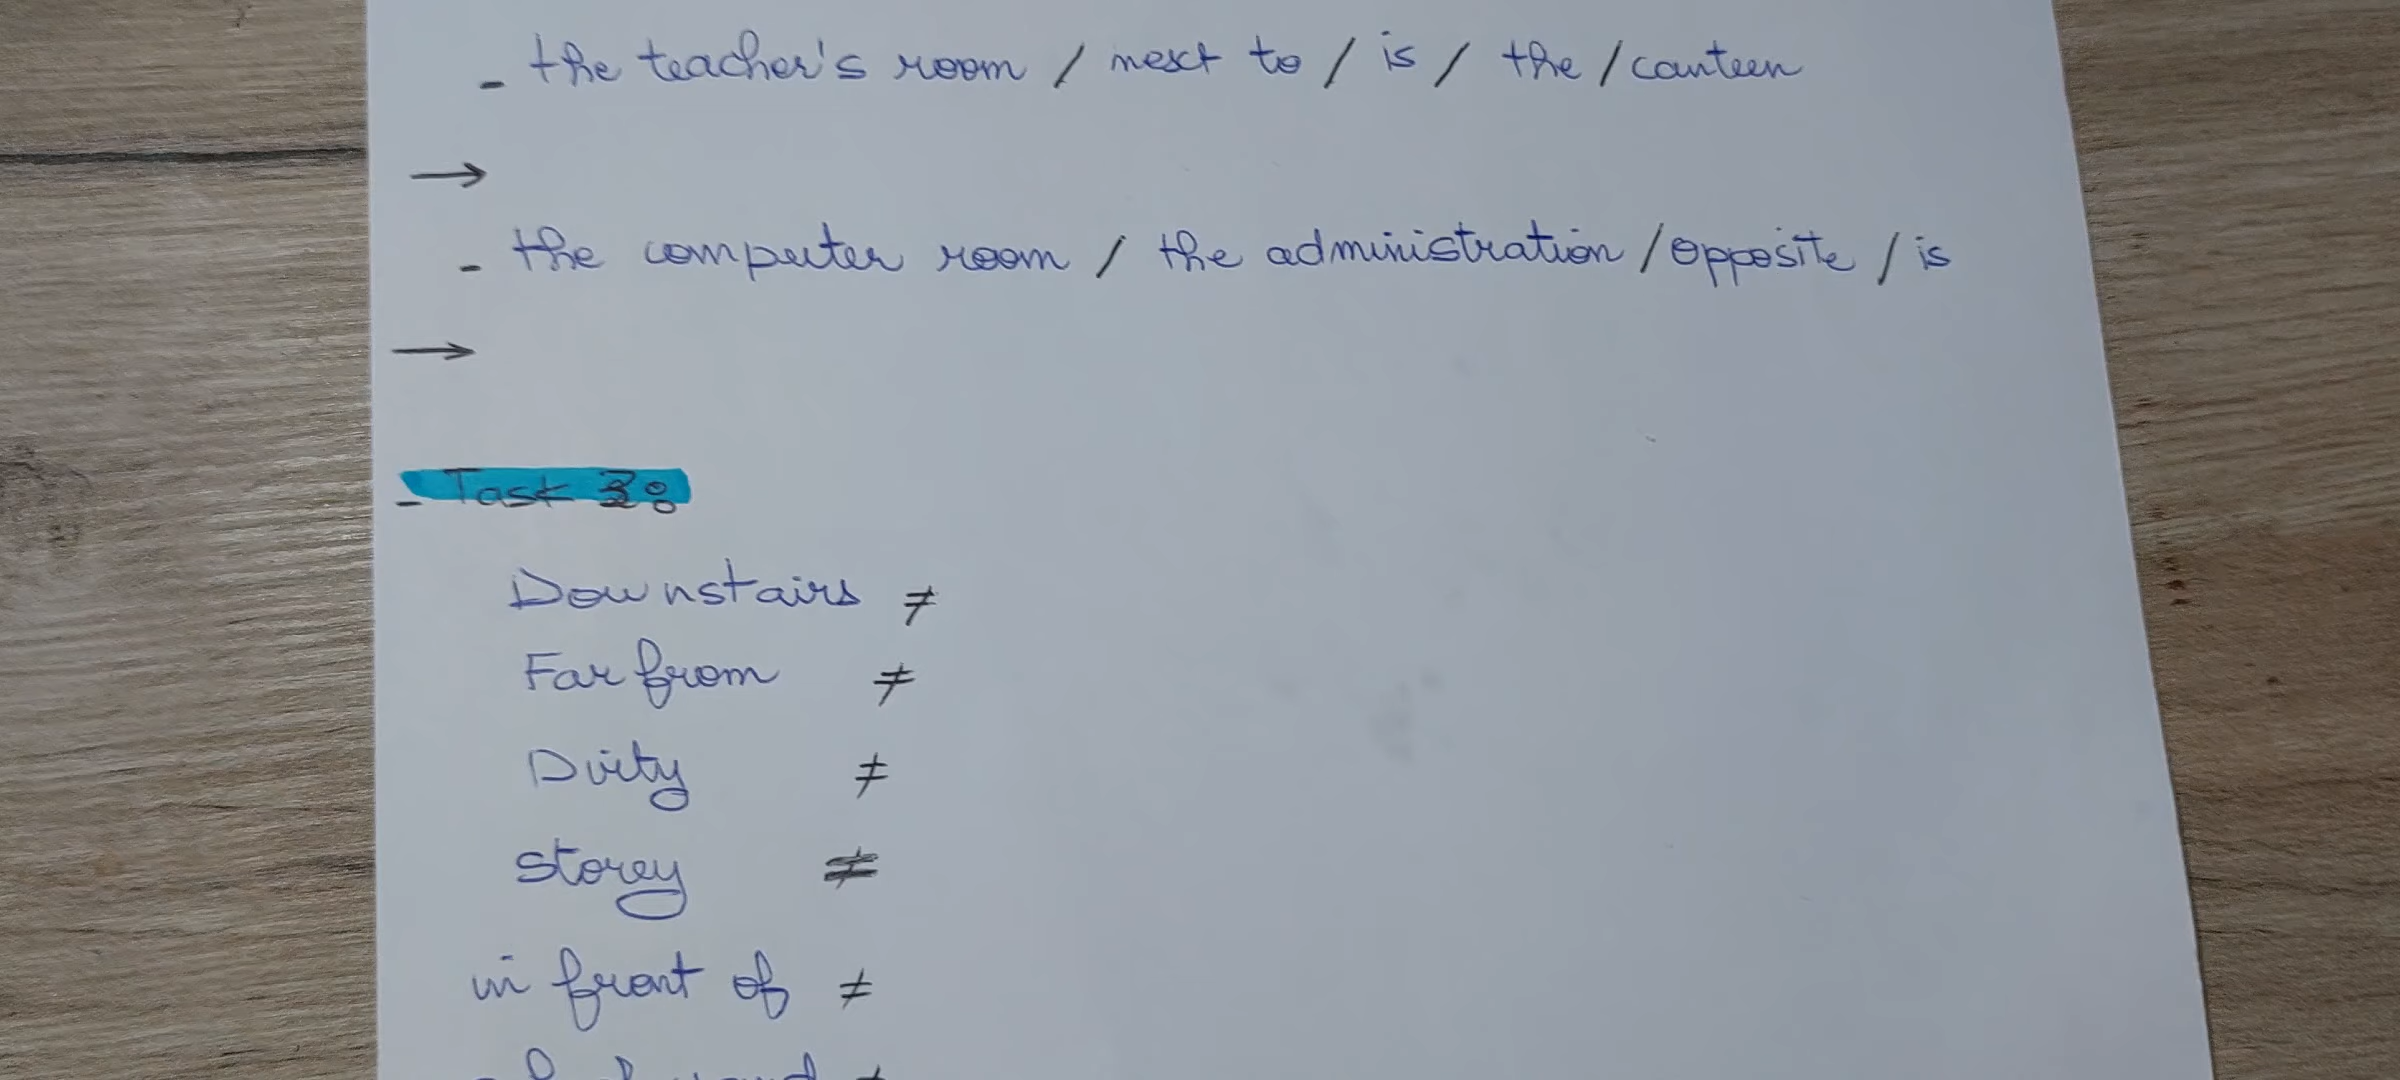 - the teacher's room / next to / is / the / canteen
→
- the computer room / the administration / opposite / is
→
- Task 3:
Downstairs ≠
Far from ≠
Dirty ≠
Storey ≠
in front of ≠